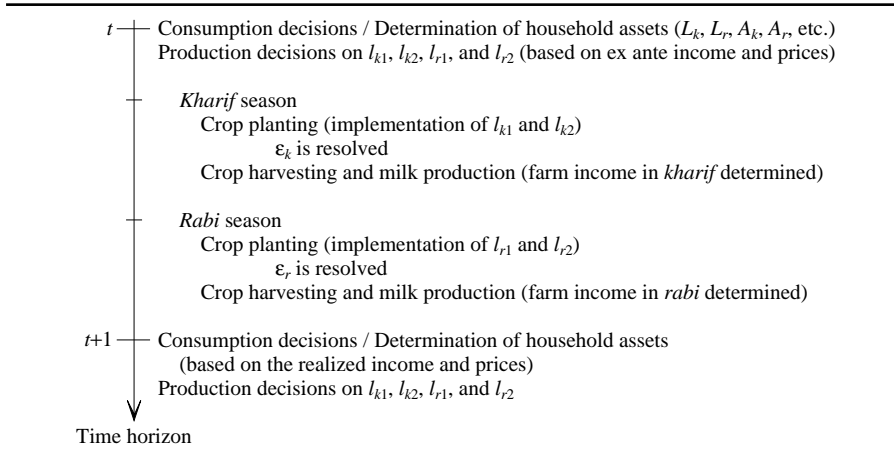 t Consumption decisions / Determination of household assets (Lk, Lr, Ak, Ar, etc.)
Production decisions on lk1, lk2, lr1, and lr2 (based on ex ante income and prices)
Kharif season
Crop planting (implementation of lk1 and lk2)
εk is resolved
Crop harvesting and milk production (farm income in kharif determined)
Rabi season
Crop planting (implementation of lr1 and lr2)
εr is resolved
Crop harvesting and milk production (farm income in rabi determined)
t+1 Consumption decisions / Determination of household assets
(based on the realized income and prices)
Production decisions on lk1, lk2, lr1, and lr2
Time horizon